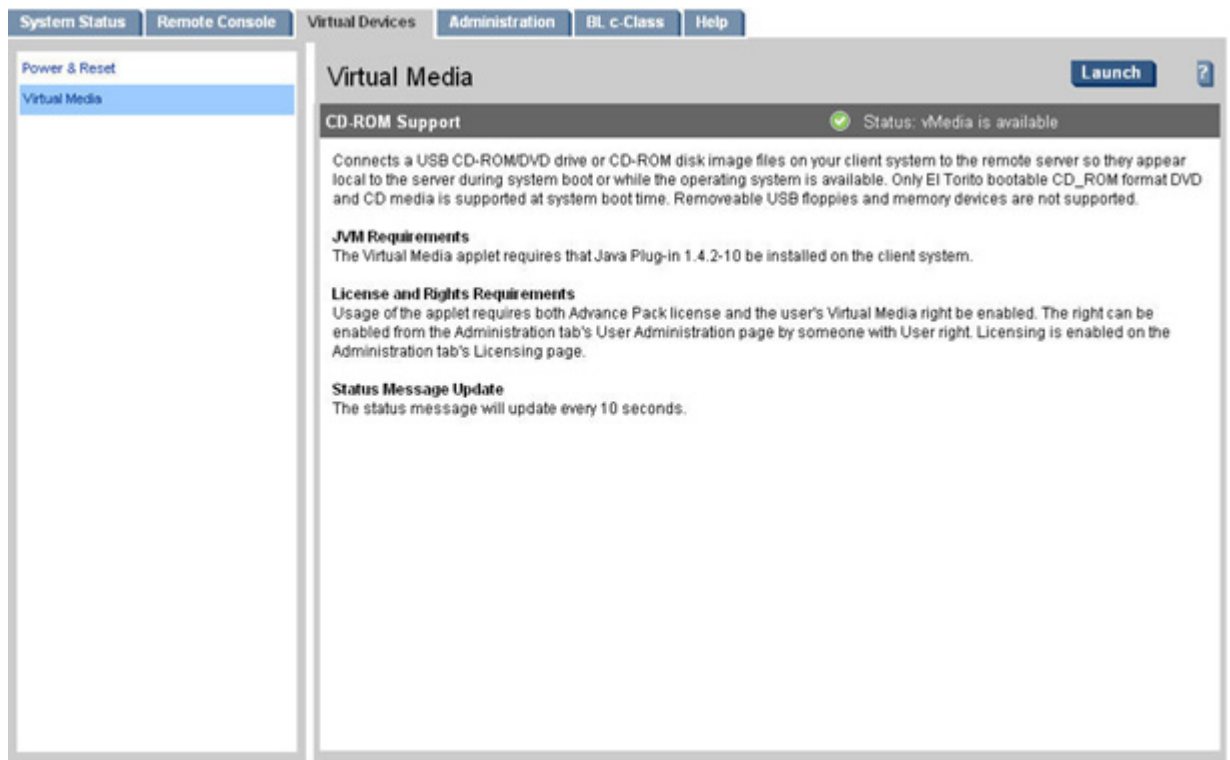 System Status Remote Console Virtual Devices Administration BL c-Class Help
Power & Reset
Virtual Media
Virtual Media
Launch ?
CD-ROM Support Status: vMedia is available
Connects a USB CD-ROM/DVD drive or CD-ROM disk image files on your client system to the remote server so they appear
local to the server during system boot or while the operating system is available. Only El Torito bootable CD_ROM format DVD
and CD media is supported at system boot time. Removeable USB floppies and memory devices are not supported.
JVM Requirements
The Virtual Media applet requires that Java Plug-in 1.4.2-10 be installed on the client system.
License and Rights Requirements
Usage of the applet requires both Advance Pack license and the user's Virtual Media right be enabled. The right can be
enabled from the Administration tab's User Administration page by someone with User right. Licensing is enabled on the
Administration tab's Licensing page.
Status Message Update
The status message will update every 10 seconds.